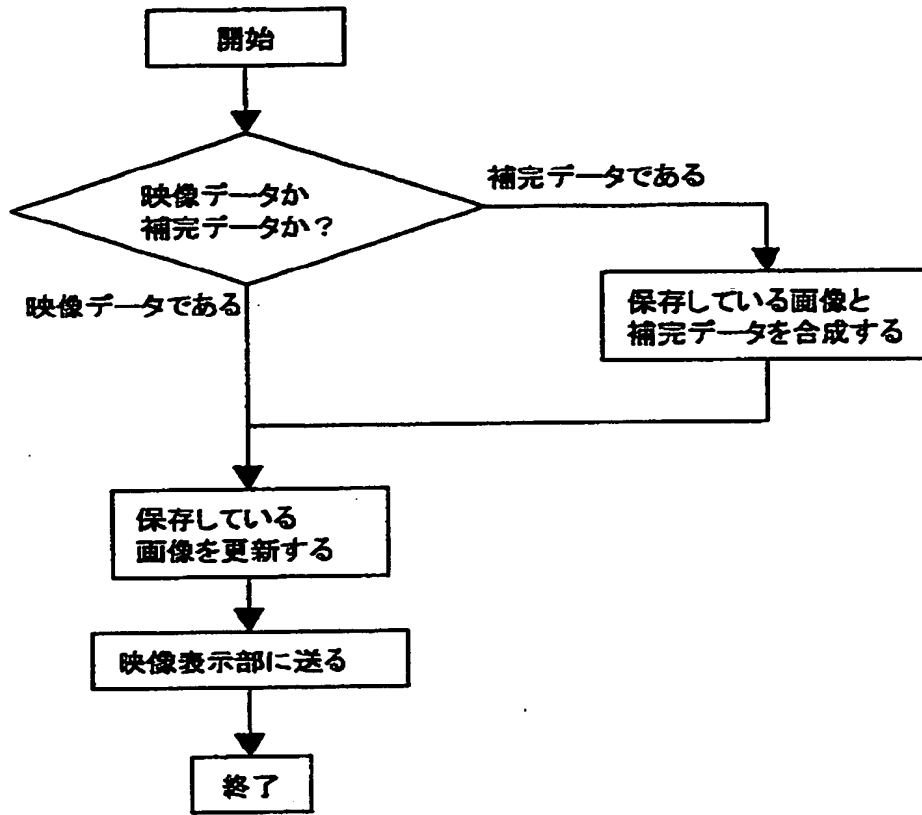 開始
映像データか
補完データか？
補完データである
映像データである
保存している画像と
補完データを合成する
保存している
画像を更新する
映像表示部に送る
終了